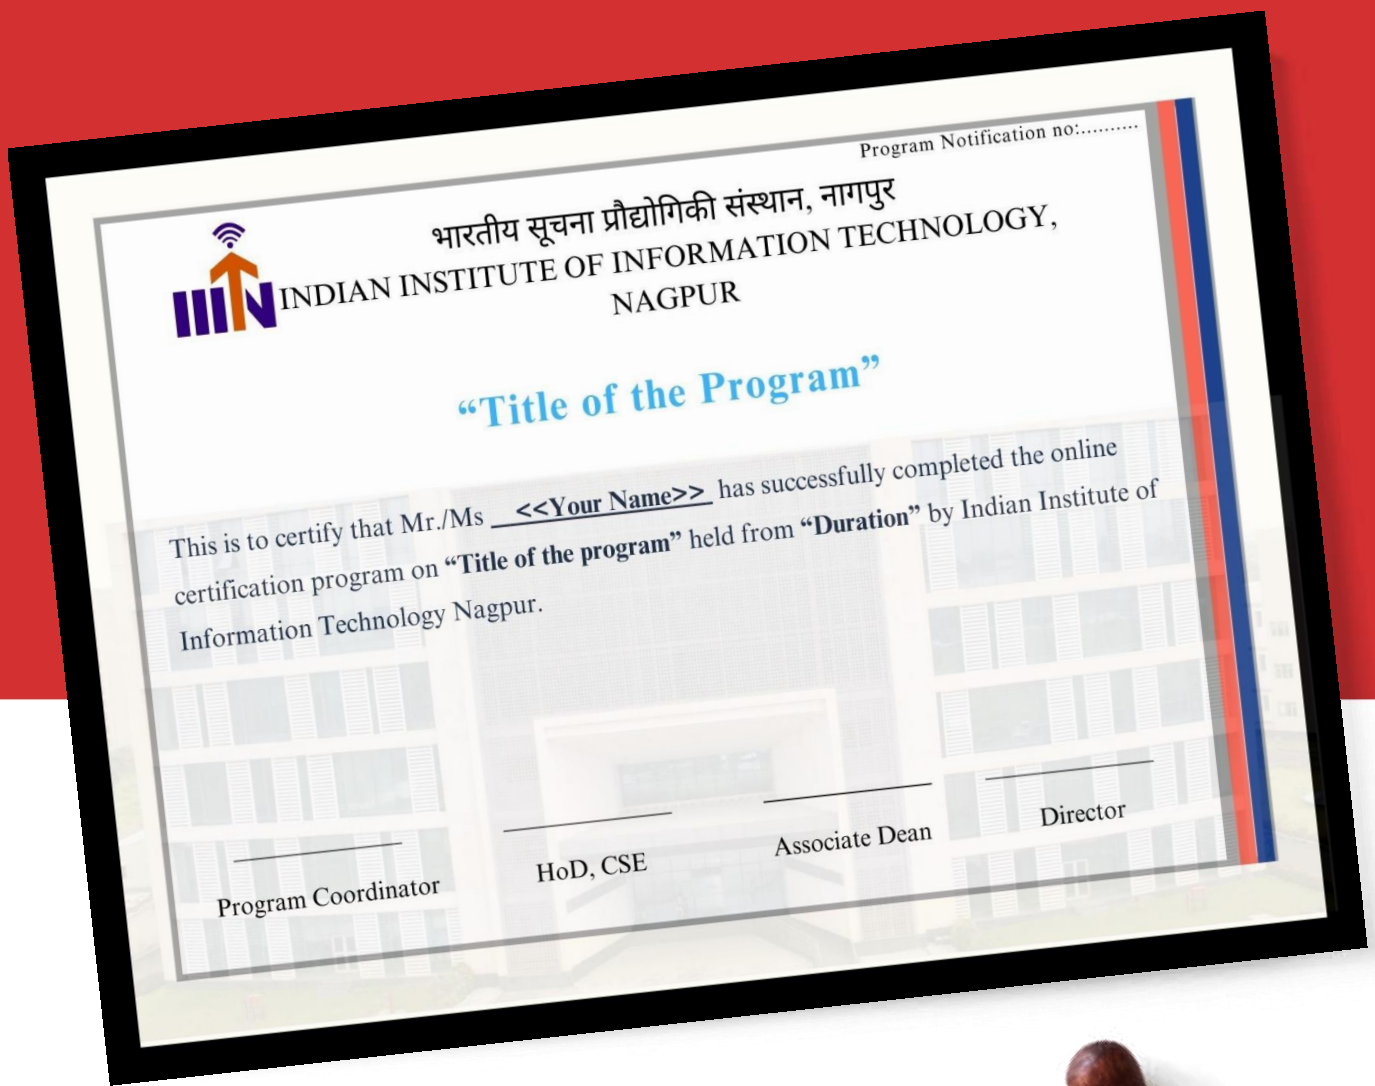 Program Notification no:..........
भारतीय सूचना प्रौद्योगिकी संस्थान, नागपुर
IIITN
INDIAN INSTITUTE OF INFORMATION TECHNOLOGY,
NAGPUR
“Title of the Program”
This is to certify that Mr./Ms <<Your Name>> has successfully completed the online
certification program on “Title of the program” held from “Duration” by Indian Institute of
Information Technology Nagpur.
Program Coordinator
HoD, CSE
Associate Dean
Director